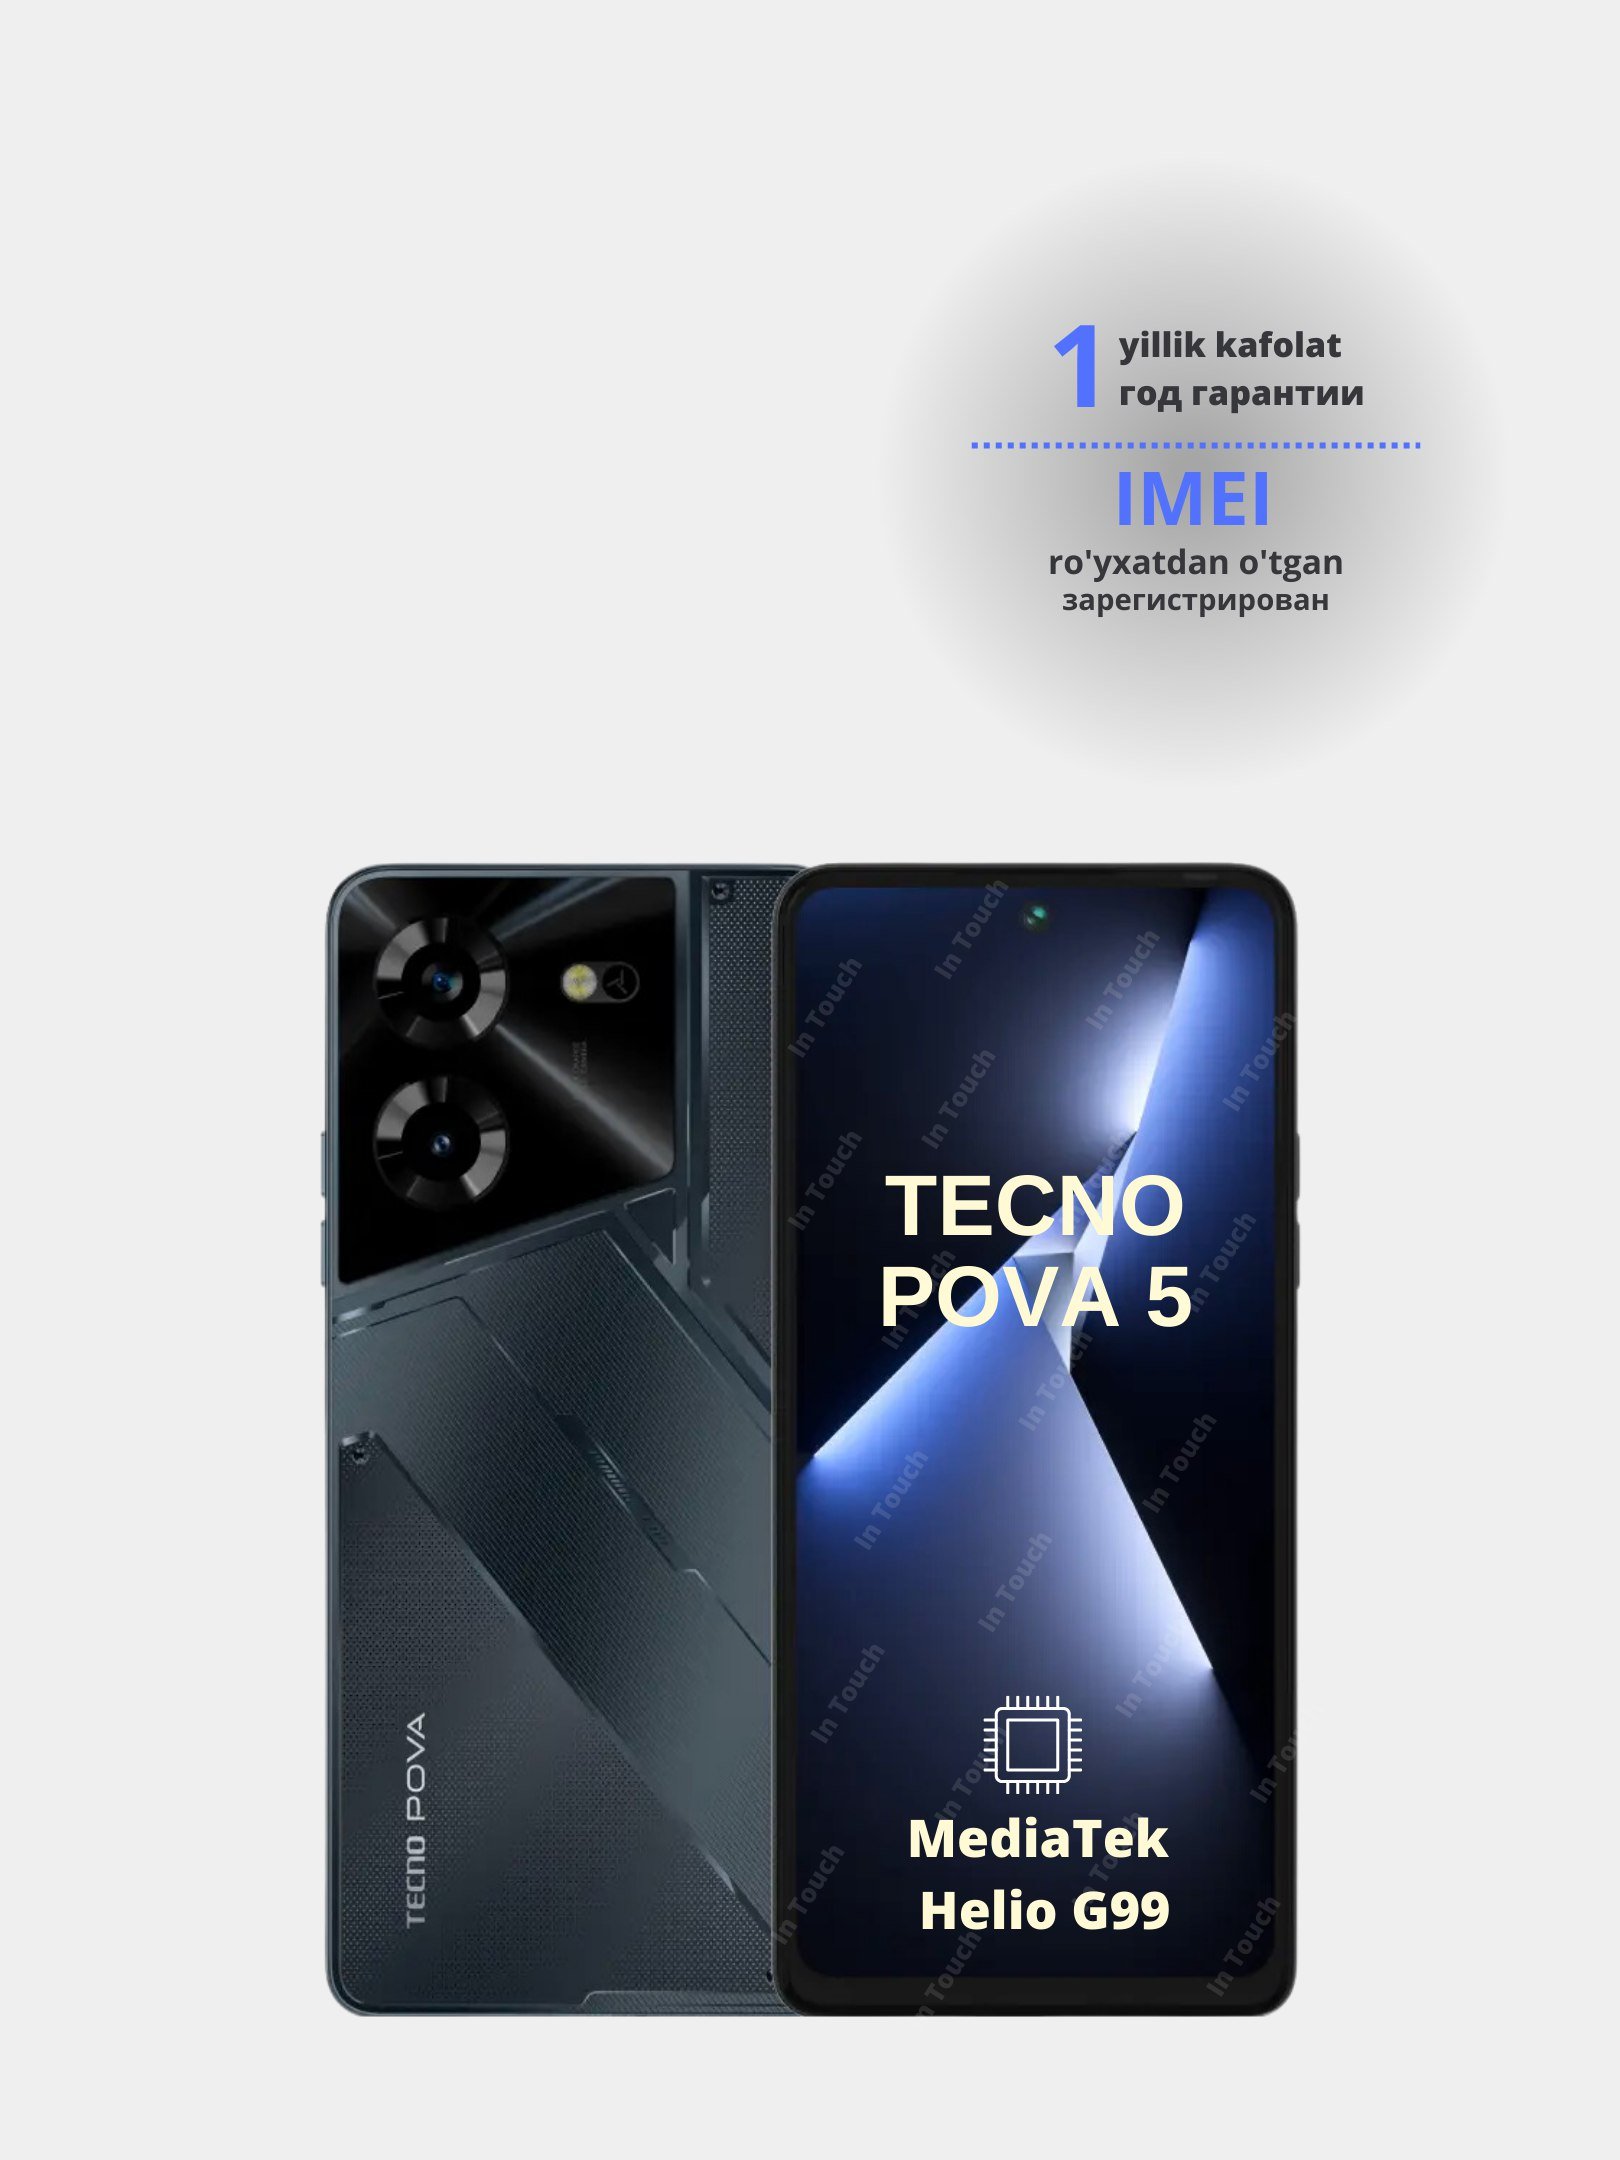 1 yillik kafolat
год гарантии
IMEI
ro'yxatdan o'tgan
зарегистрирован
TECNO
POVA 5
MediaTek
Helio G99
TECNO POVA
In Touch